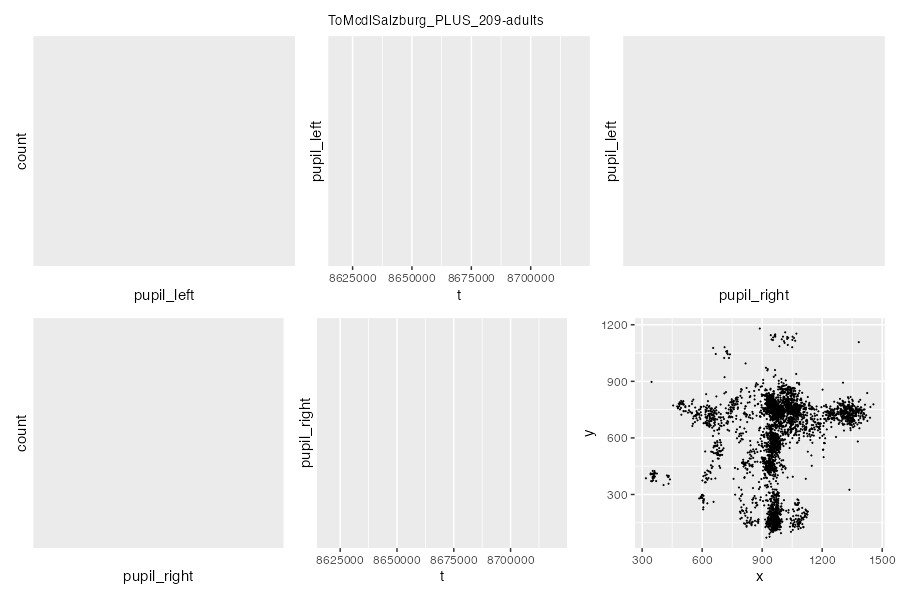 ToMcdlSalzburg_PLUS_209-adults
count
pupil_left
pupil_left
8625000 8650000 8675000 8700000
t
pupil_left
pupil_right
count
pupil_right
pupil_right
8625000 8650000 8675000 8700000
t
1200
900
600
300
y
300 600 900 1200 1500
x